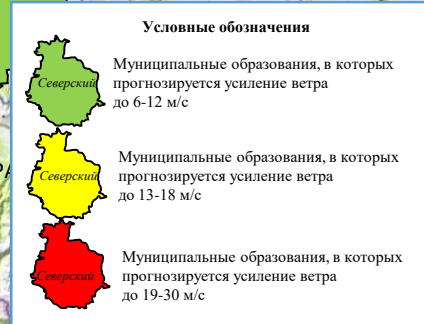 Условные обозначения
Северский
Муниципальные образования, в которых
прогнозируется усиление ветра
до 6-12 м/с
Северский
Муниципальные образования, в которых
прогнозируется усиление ветра
до 13-18 м/с
Северский
Муниципальные образования, в которых
прогнозируется усиление ветра
до 19-30 м/с